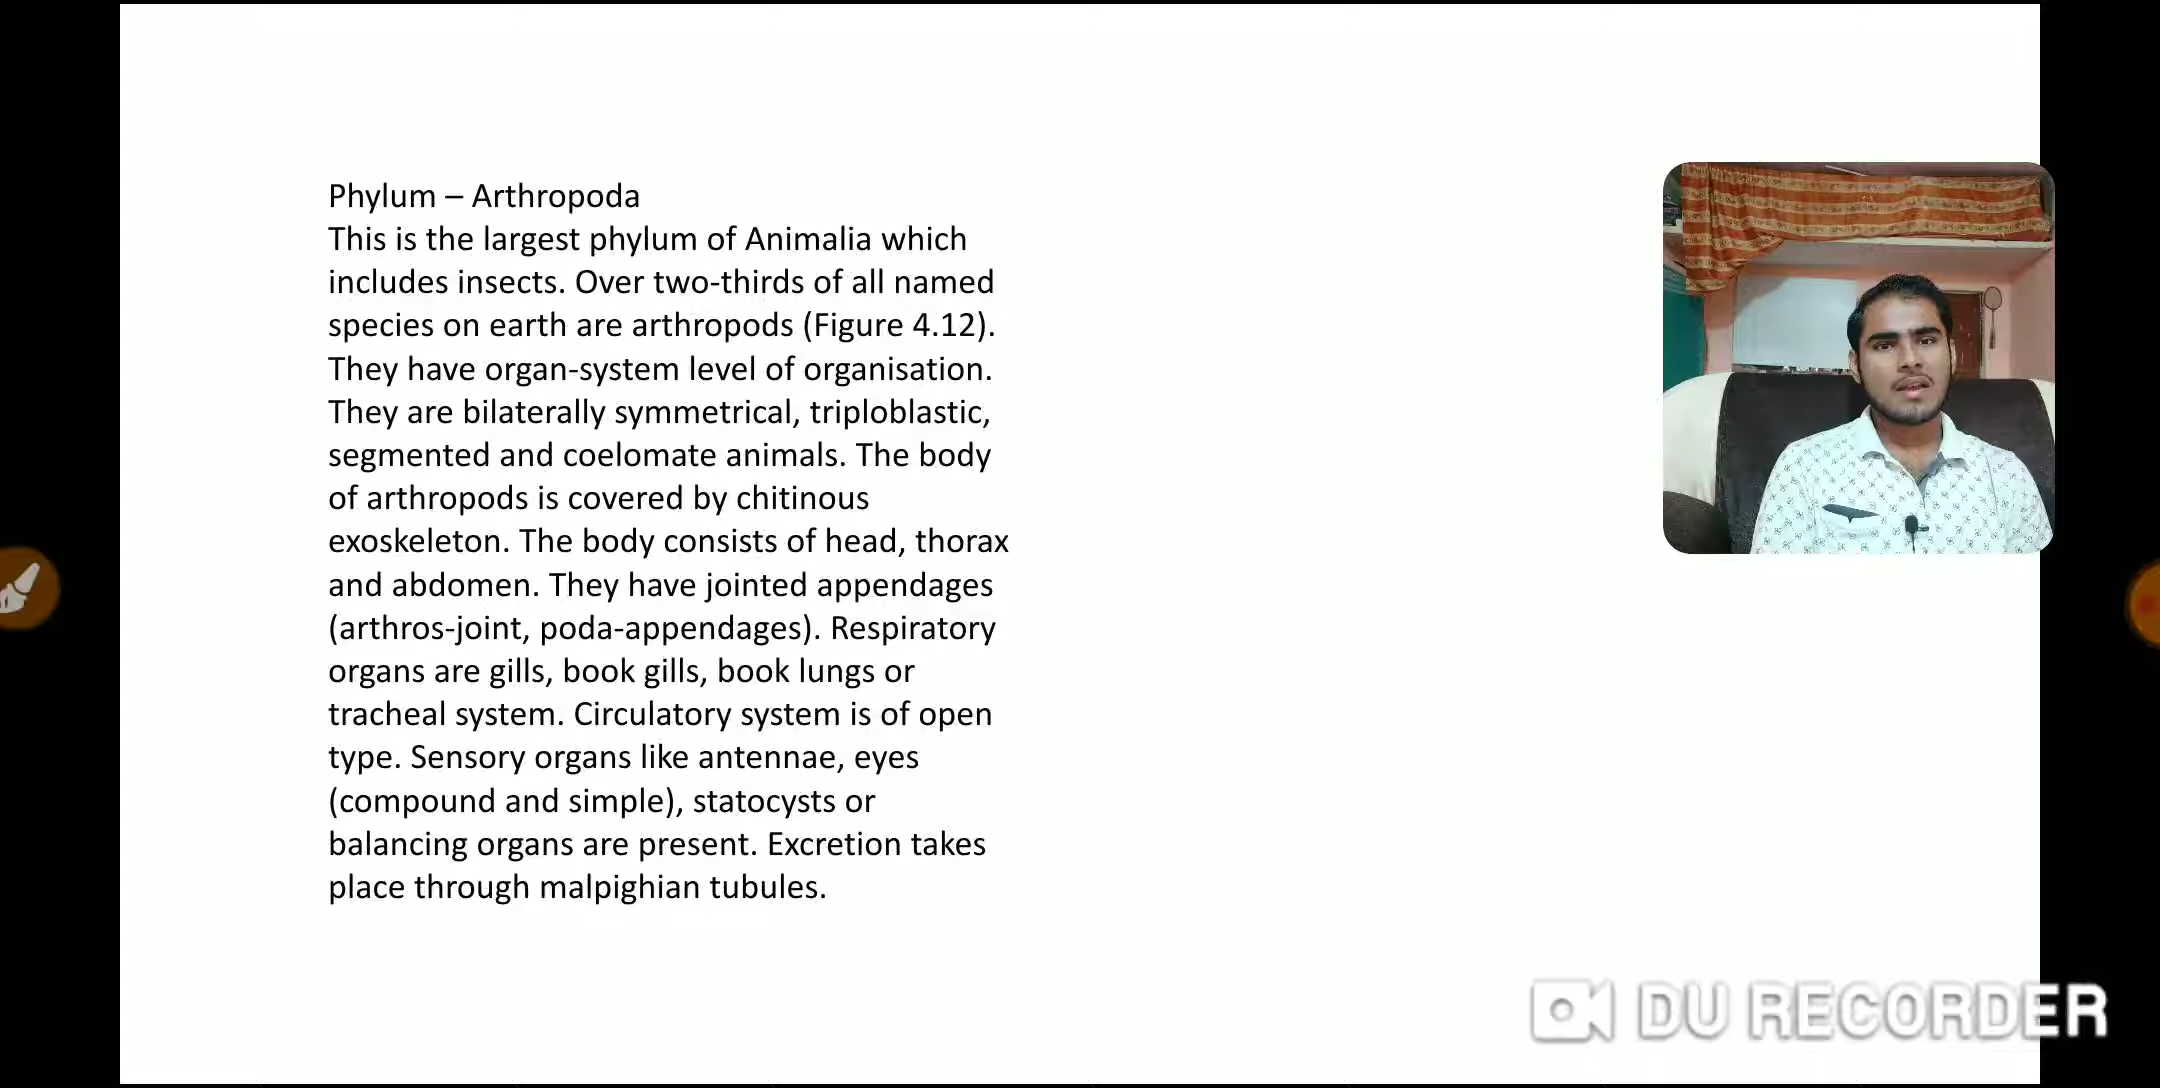 Phylum – Arthropoda
This is the largest phylum of Animalia which
includes insects. Over two-thirds of all named
species on earth are arthropods (Figure 4.12).
They have organ-system level of organisation.
They are bilaterally symmetrical, triploblastic,
segmented and coelomate animals. The body
of arthropods is covered by chitinous
exoskeleton. The body consists of head, thorax
and abdomen. They have jointed appendages
(arthros-joint, poda-appendages). Respiratory
organs are gills, book gills, book lungs or
tracheal system. Circulatory system is of open
type. Sensory organs like antennae, eyes
(compound and simple), statocysts or
balancing organs are present. Excretion takes
place through malpighian tubules.
DU RECORDER